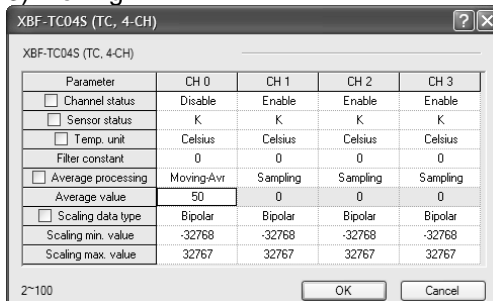 XBF-TC04S (TC, 4-CH)
XBF-TC04S (TC, 4-CH)
Parameter CH 0 CH 1 CH 2 CH 3
Channel status Disable Enable Enable Enable
Sensor status K K K K
Temp. unit Celsius Celsius Celsius Celsius
Filter constant 0 0 0 0
Average processing Moving-Avr Sampling Sampling Sampling
Average value 50 0 0 0
Scaling data type Bipolar Bipolar Bipolar Bipolar
Scaling min. value -32768 -32768 -32768 -32768
Scaling max. value 32767 32767 32767 32767
2~100 OK Cancel